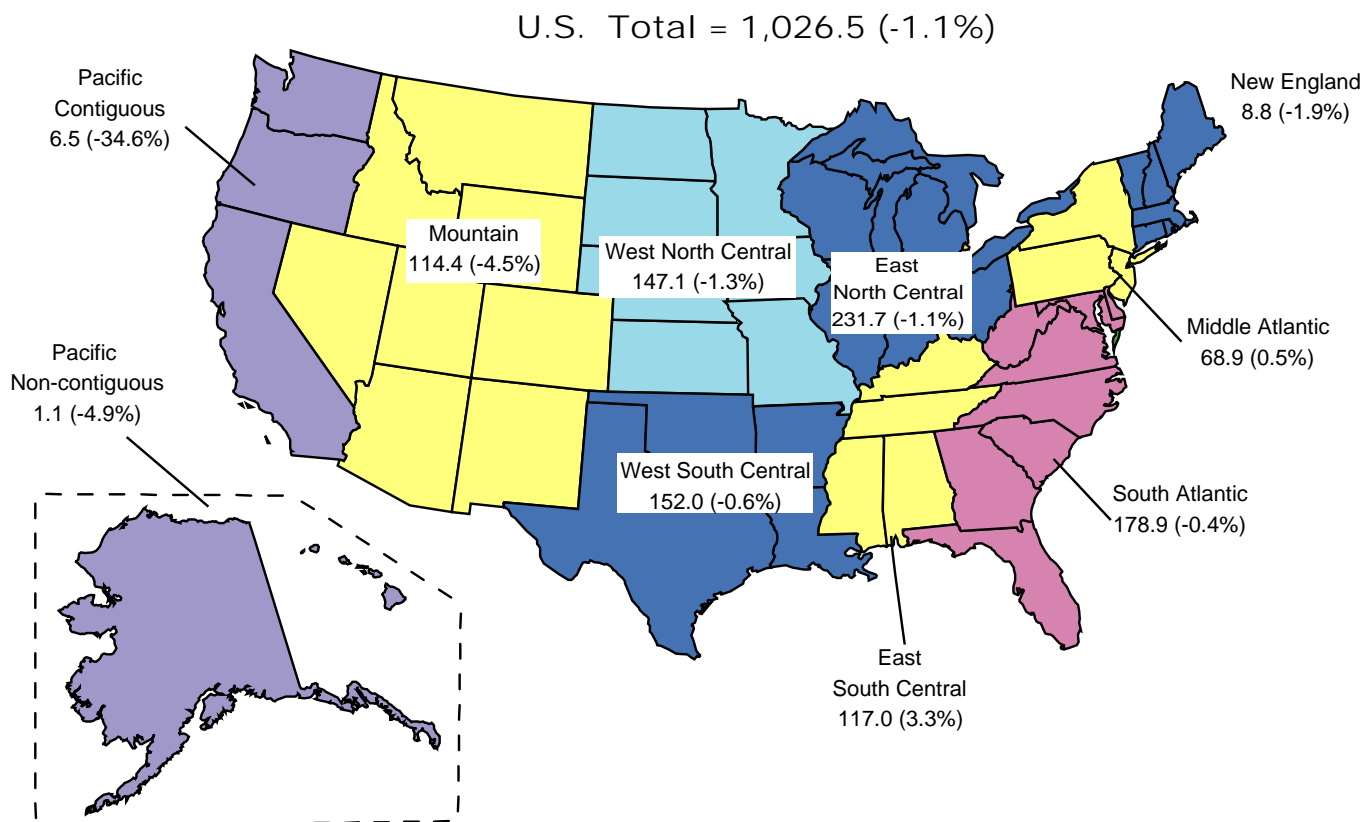 U.S. Total = 1,026.5 (-1.1%)
Pacific
Contiguous
6.5 (-34.6%)
New England
8.8 (-1.9%)
Mountain
114.4 (-4.5%)
West North Central
147.1 (-1.3%)
East
North Central
231.7 (-1.1%)
Middle Atlantic
68.9 (0.5%)
Pacific
Non-contiguous
1.1 (-4.9%)
West South Central
152.0 (-0.6%)
South Atlantic
178.9 (-0.4%)
East
South Central
117.0 (3.3%)